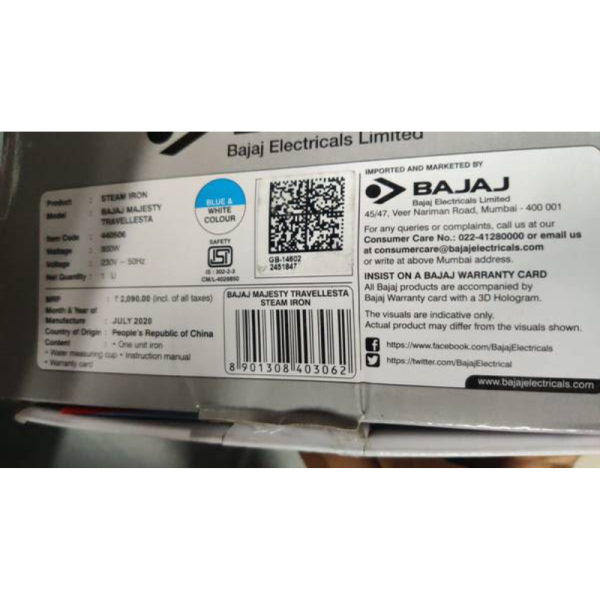 Bajaj Electricals Limited
Product : STEAM IRON
Model : BAJAJ MAJESTY
TRAVELLESTA
Item Code : 440506
Wattage : 800W
Voltage : 230V ~ 50Hz
Net Quantity : 1 U
MRP : ₹ 2,090.00 (incl. of all taxes)
Month & Year of
Manufacture : JULY 2020
Country of Origin : People's Republic of China
Content : • One unit iron
• Water measuring cup • Instruction manual
• Warranty card
BLUE &
WHITE
COLOUR
SAFETY
ISI
IS : 302-2-3
GB-14602
2451847
BAJAJ MAJESTY TRAVELLESTA
STEAM IRON
8 901308 403062
IMPORTED AND MARKETED BY
BAJAJ
Bajaj Electricals Limited
45/47, Veer Nariman Road, Mumbai - 400 001
For any queries or complaints, call us at our
Consumer Care No.: 022-41280000 or email us
at consumercare@bajajelectricals.com
or write at above Mumbai address.
INSIST ON A BAJAJ WARRANTY CARD
All Bajaj products are accompanied by
Bajaj Warranty card with a 3D Hologram.
The visuals are indicative only.
Actual product may differ from the visuals shown.
https://www.facebook.com/BajajElectricals
https://twitter.com/BajajElectrical
www.bajajelectricals.com